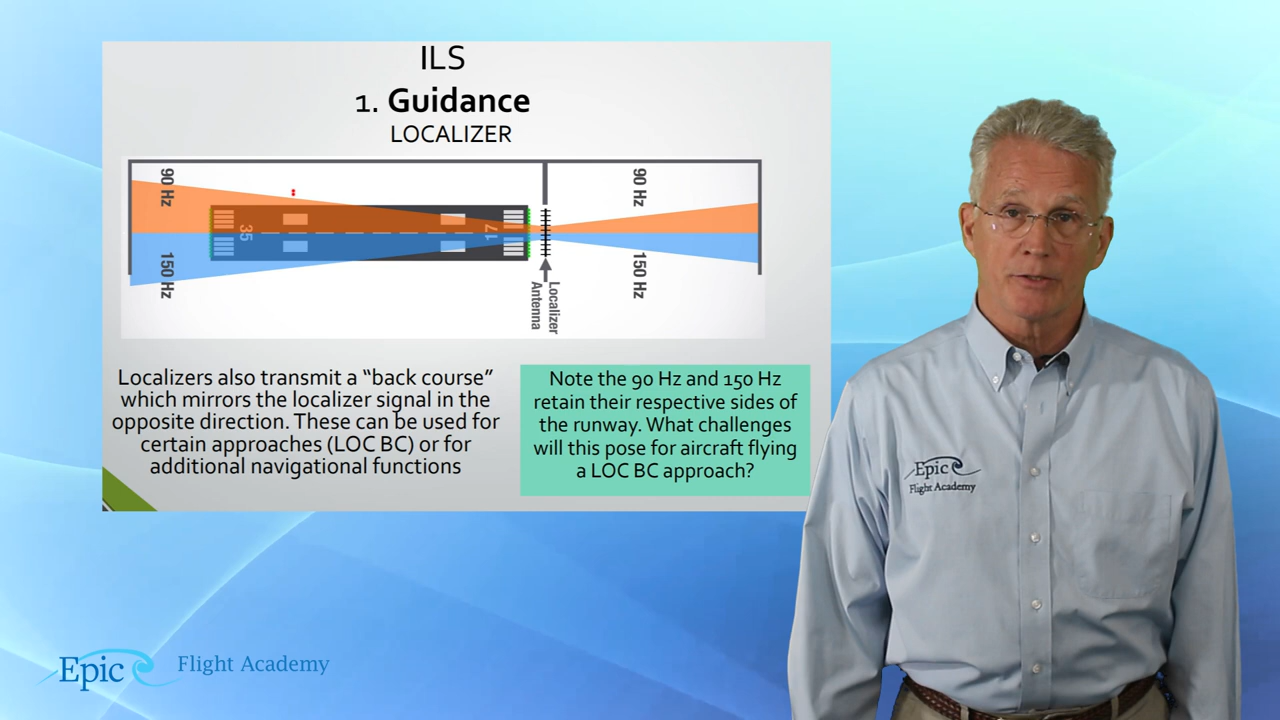 ILS
1. Guidance
LOCALIZER
90 Hz
150 Hz
35
17
90 Hz
150 Hz
Localizer
Antenna
Localizers also transmit a “back course”
which mirrors the localizer signal in the
opposite direction. These can be used for
certain approaches (LOC BC) or for
additional navigational functions
Note the 90 Hz and 150 Hz
retain their respective sides of
the runway. What challenges
will this pose for aircraft flying
a LOC BC approach?
Epic
Flight Academy
Epic Flight Academy